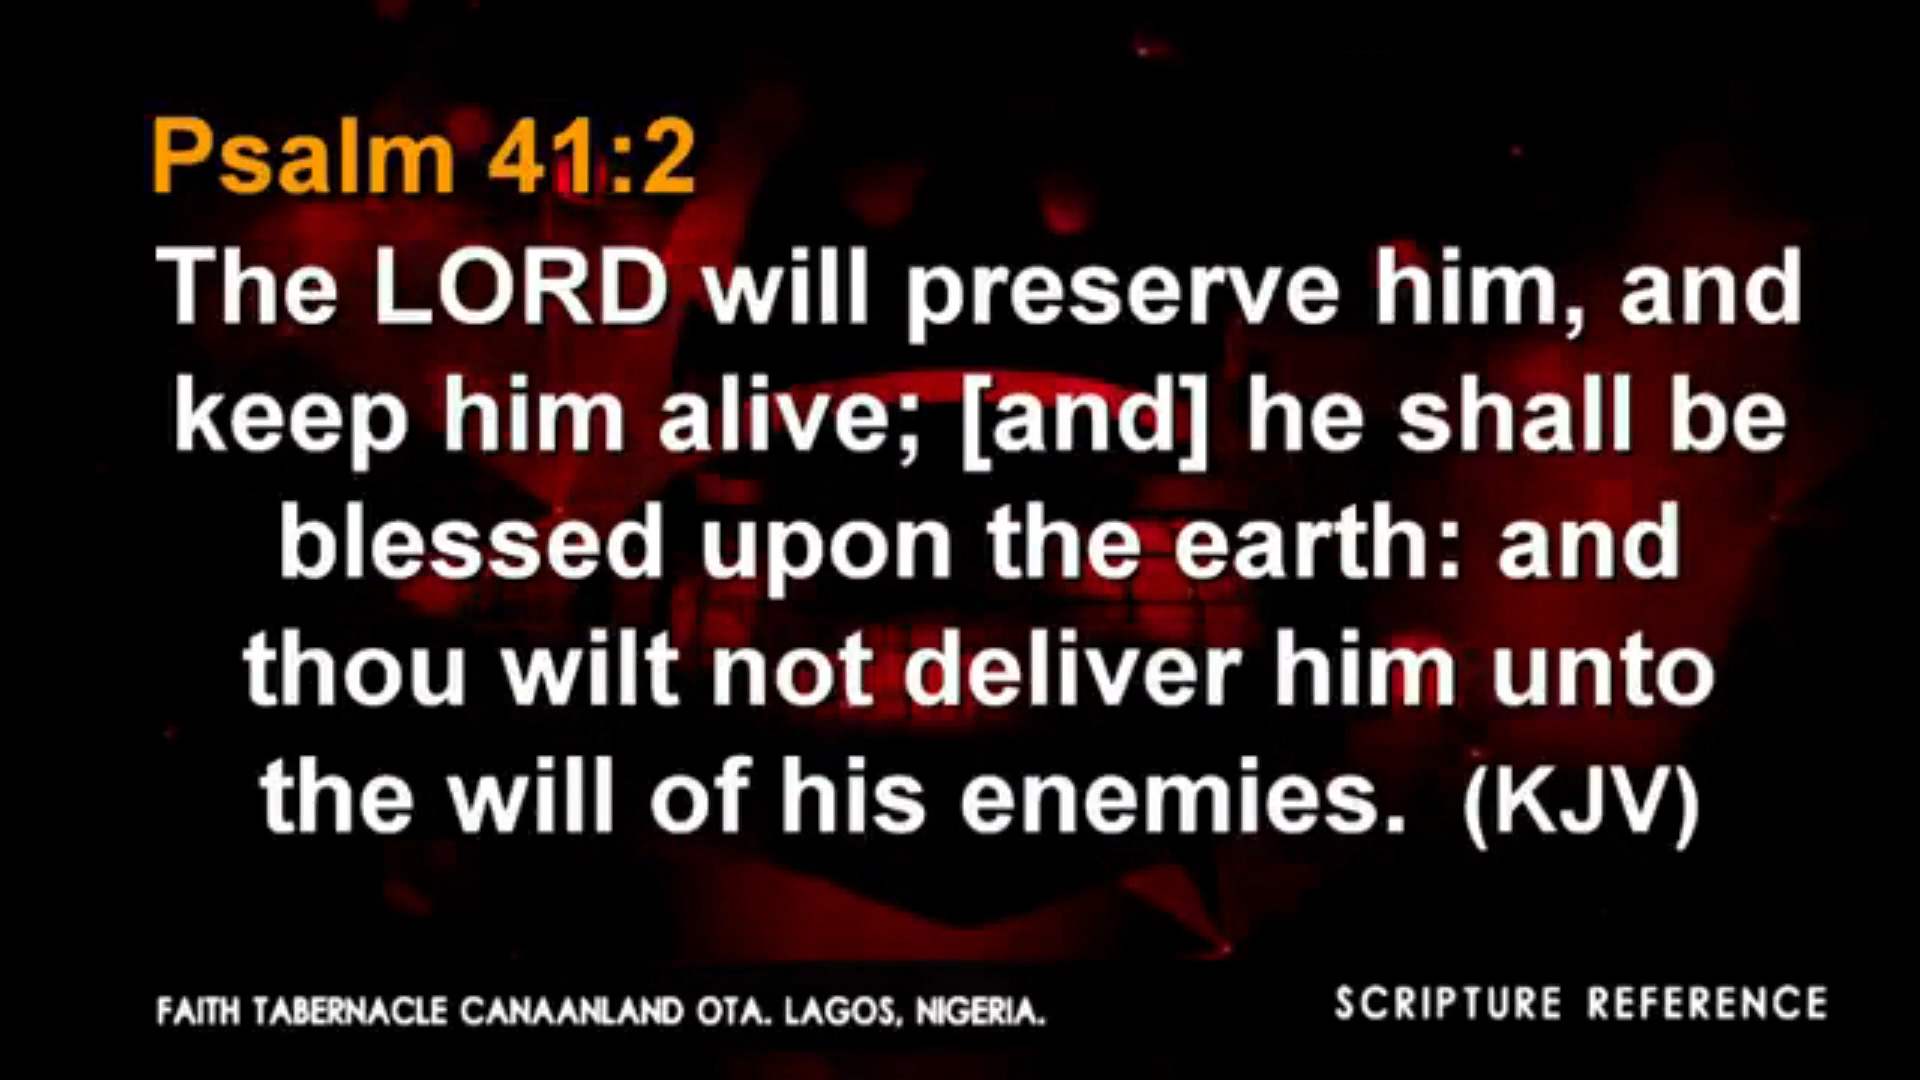 Psalm 41:2
The LORD will preserve him, and
keep him alive; [and] he shall be
blessed upon the earth: and
thou wilt not deliver him unto
the will of his enemies. (KJV)
FAITH TABERNACLE CANAANLAND OTA. LAGOS, NIGERIA.
SCRIPTURE REFERENCE